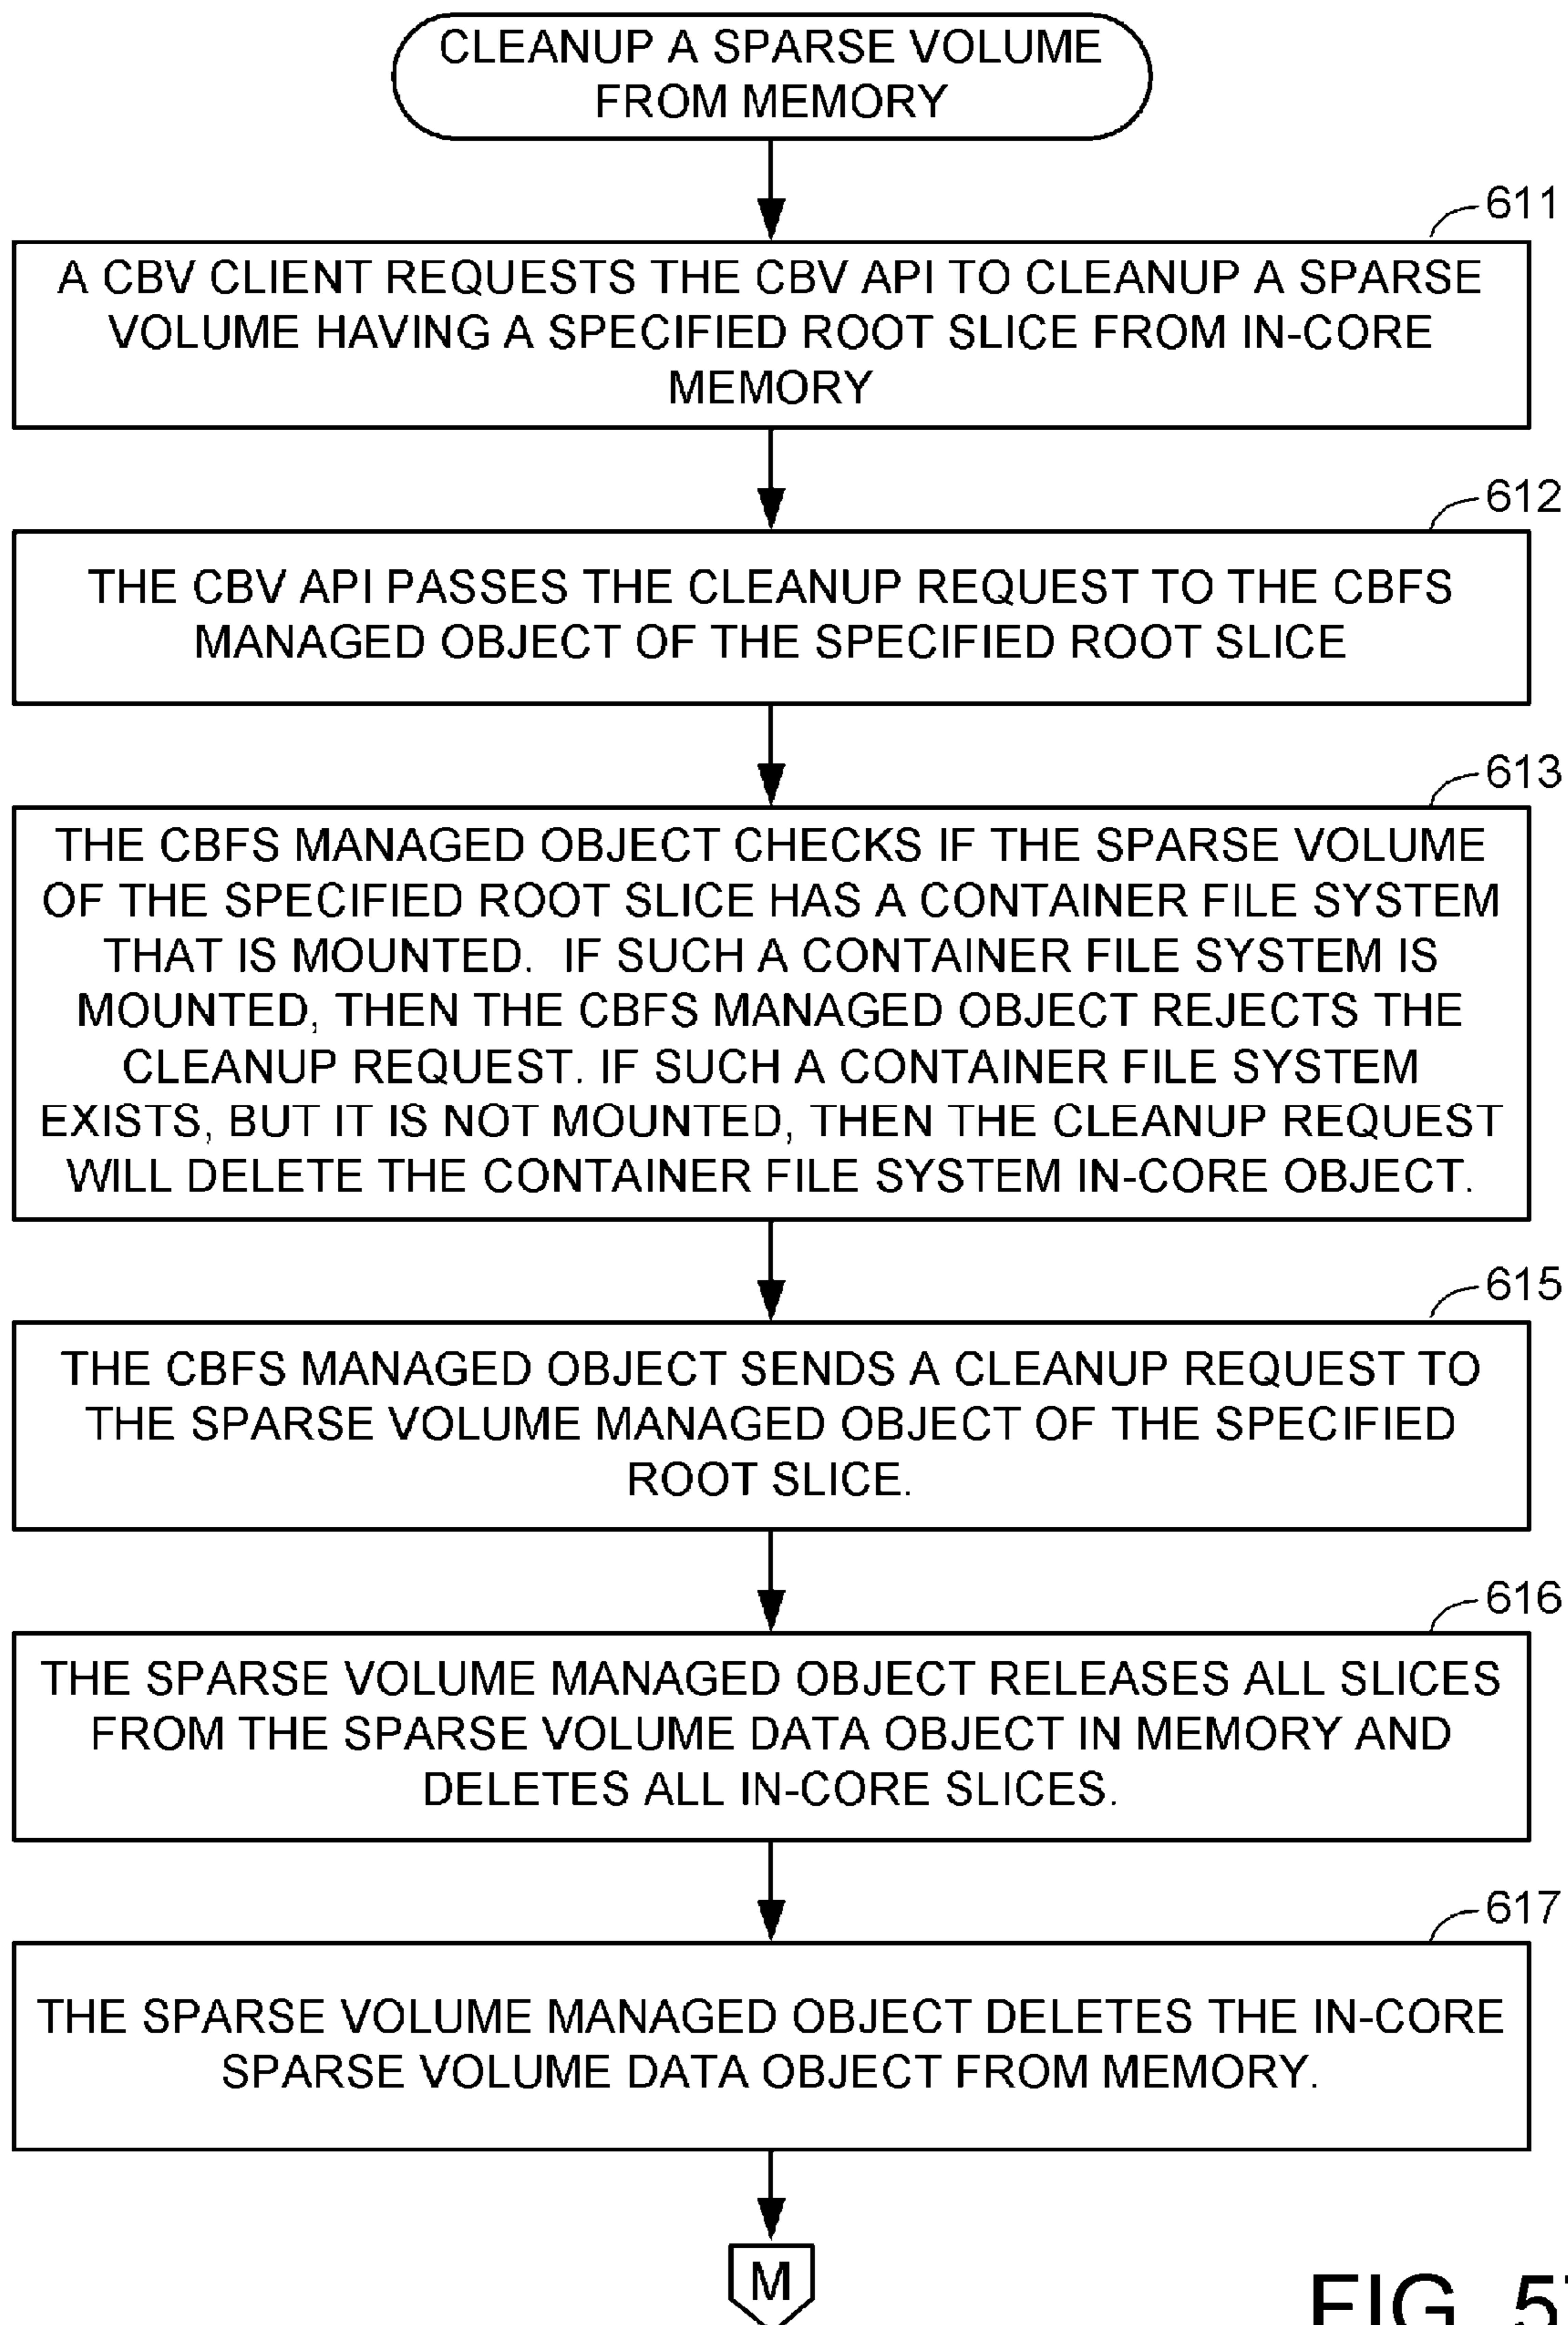 CLEANUP A SPARSE VOLUME
FROM MEMORY
611
A CBV CLIENT REQUESTS THE CBV API TO CLEANUP A SPARSE
VOLUME HAVING A SPECIFIED ROOT SLICE FROM IN-CORE
MEMORY
612
THE CBV API PASSES THE CLEANUP REQUEST TO THE CBFS
MANAGED OBJECT OF THE SPECIFIED ROOT SLICE
613
THE CBFS MANAGED OBJECT CHECKS IF THE SPARSE VOLUME
OF THE SPECIFIED ROOT SLICE HAS A CONTAINER FILE SYSTEM
THAT IS MOUNTED. IF SUCH A CONTAINER FILE SYSTEM IS
MOUNTED, THEN THE CBFS MANAGED OBJECT REJECTS THE
CLEANUP REQUEST. IF SUCH A CONTAINER FILE SYSTEM
EXISTS, BUT IT IS NOT MOUNTED, THEN THE CLEANUP REQUEST
WILL DELETE THE CONTAINER FILE SYSTEM IN-CORE OBJECT.
615
THE CBFS MANAGED OBJECT SENDS A CLEANUP REQUEST TO
THE SPARSE VOLUME MANAGED OBJECT OF THE SPECIFIED
ROOT SLICE.
616
THE SPARSE VOLUME MANAGED OBJECT RELEASES ALL SLICES
FROM THE SPARSE VOLUME DATA OBJECT IN MEMORY AND
DELETES ALL IN-CORE SLICES.
617
THE SPARSE VOLUME MANAGED OBJECT DELETES THE IN-CORE
SPARSE VOLUME DATA OBJECT FROM MEMORY.
M
FIG. 5